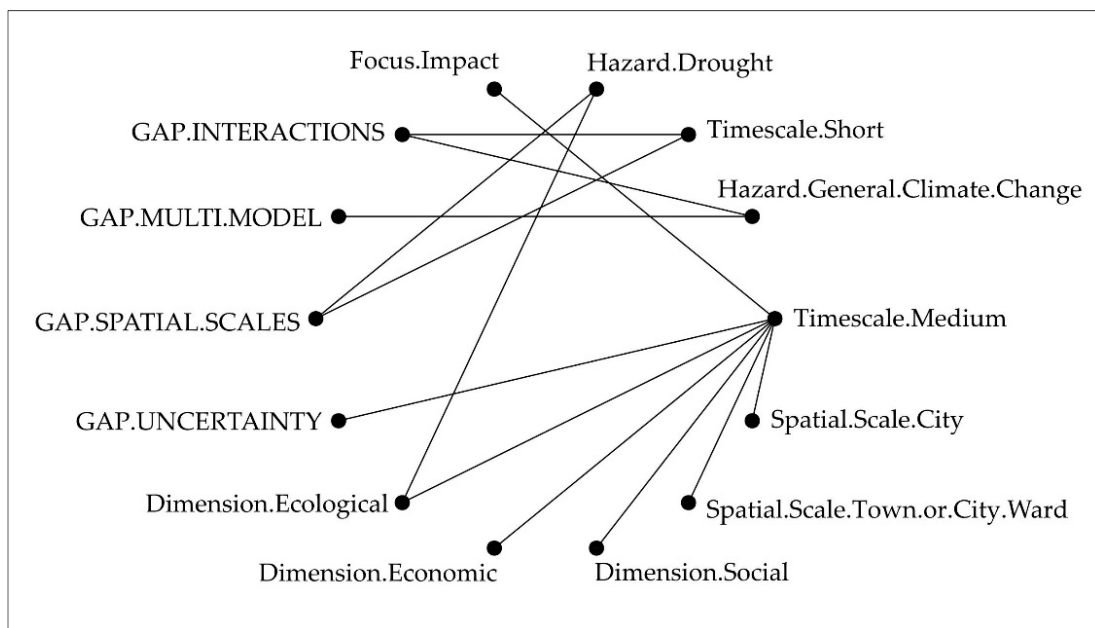 Focus.Impact
Hazard.Drought
GAP.INTERACTIONS
Timescale.Short
Hazard.General.Climate.Change
GAP.MULTI.MODEL
GAP.SPATIAL.SCALES
Timescale.Medium
GAP.UNCERTAINTY
Spatial.Scale.City
Dimension.Ecological
Spatial.Scale.Town.or.City.Ward
Dimension.Economic
Dimension.Social